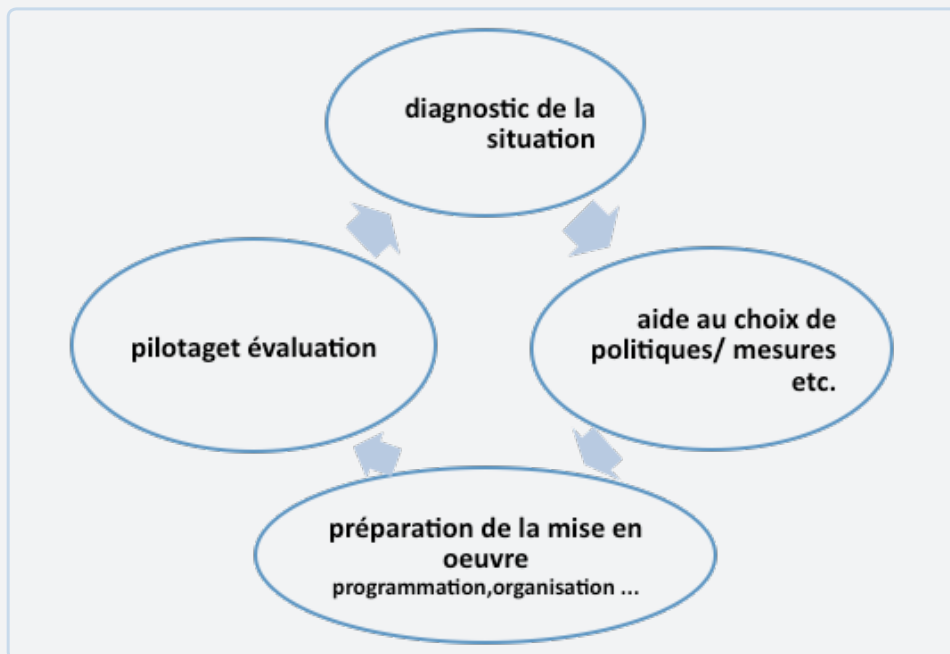 diagnostic de la
situation
aide au choix de
politiques/ mesures
etc.
préparation de la mise en
oeuvre
programmation,organisation ...
pilotaget évaluation